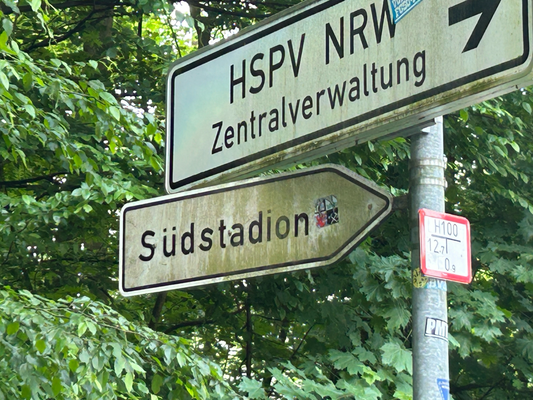 HSPV NRW
Zentralverwaltung
Südstadion
H100
12,7
0,9